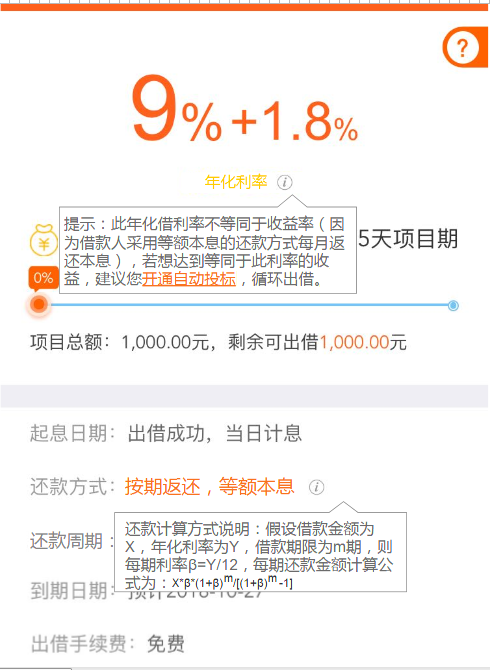 ?
9%+1.8%
年化利率 i
提示：此年化借利率不等同于收益率（因
为借款人采用等额本息的还款方式每月返
还本息），若想达到等同于此利率的收
益，建议您开通自动投标，循环出借。
5天项目期
0%
项目总额：1,000.00元，剩余可出借1,000.00元
起息日期：出借成功，当日计息
还款方式：按期返还，等额本息 i
还款计算方式说明：假设借款金额为
X，年化利率为Y，借款期限为m期，则
每期利率β=Y/12，每期还款金额计算公
式为：X*β*(1+β)^m/[(1+β)^m-1]
还款周期：
到期日期：预计2018-10-27
出借手续费：免费